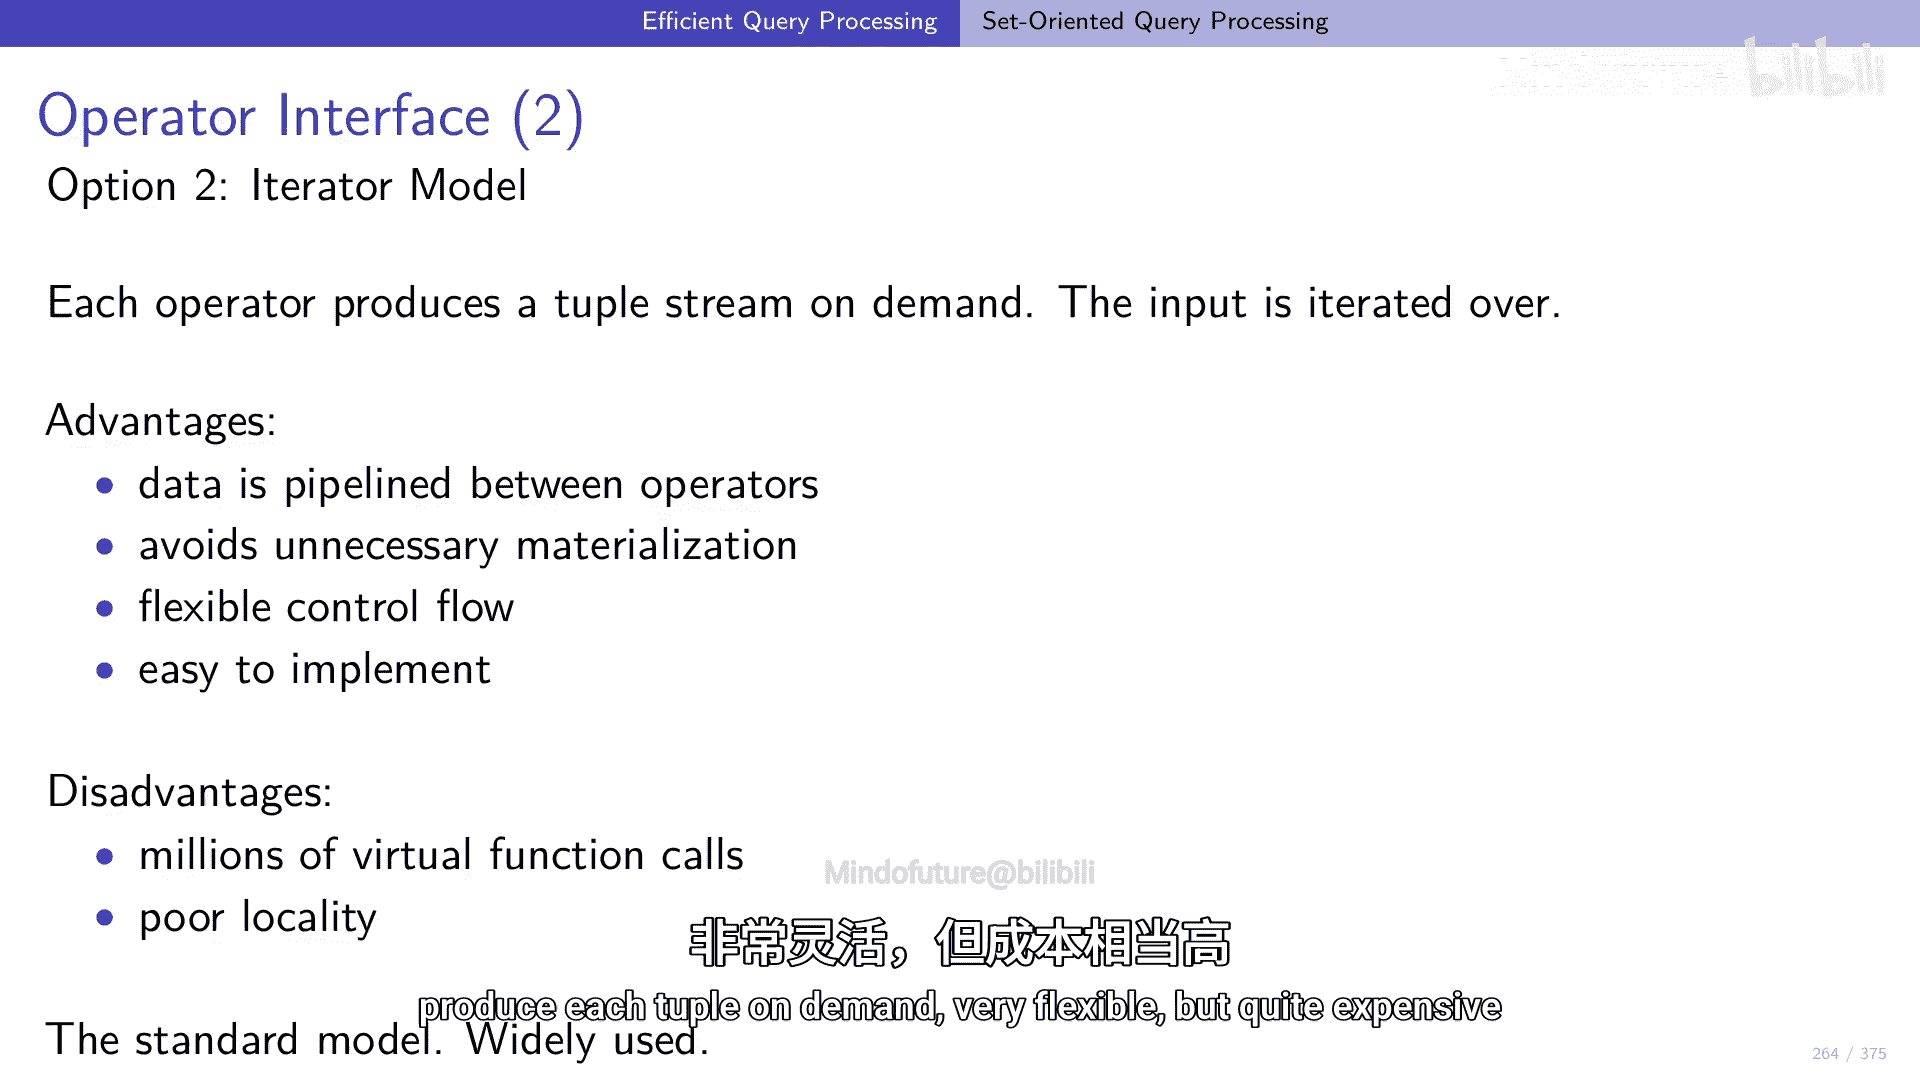 Efficient Query Processing
Set-Oriented Query Processing
bilibili
Operator Interface (2)
Option 2: Iterator Model
Each operator produces a tuple stream on demand. The input is iterated over.
Advantages:
• data is pipelined between operators
• avoids unnecessary materialization
• flexible control flow
• easy to implement
Disadvantages:
• millions of virtual function calls
Mindofuture@bilibili
• poor locality
非常灵活，但成本相当高
produce each tuple on demand, very flexible, but quite expensive
The standard model. Widely used.
264 / 375